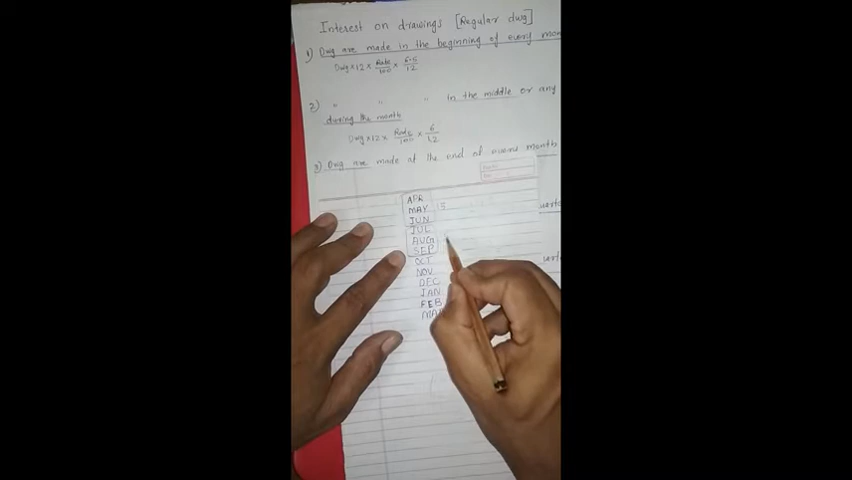 Interest on drawings [Regular dwg]
1) Dwg are made in the beginning of every mon
Dwg × 12 × Rate/100 × 6.5/12
2) " " " In the middle or any
during the month
Dwg × 12 × Rate/100 × 6/12
3) Dwg are made at the end of every month
APR
MAY 15
JUN
JUL
AUG
SEP
OCT
NOV
DEC
JAN
FEB
MA